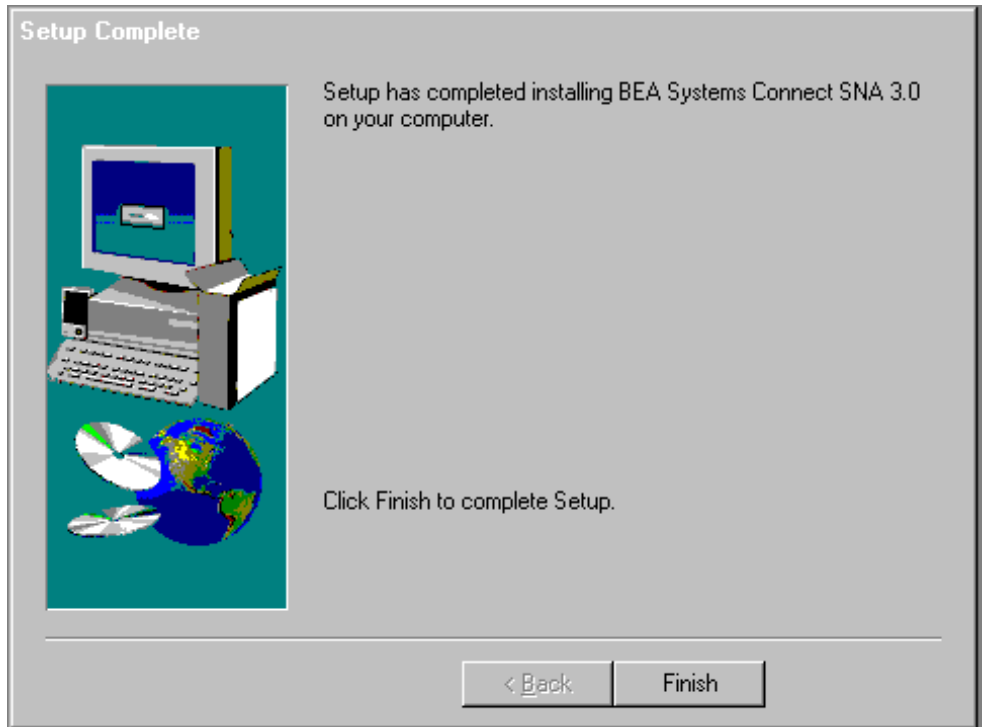 Setup Complete
Setup has completed installing BEA Systems Connect SNA 3.0
on your computer.
Click Finish to complete Setup.
< Back
Finish